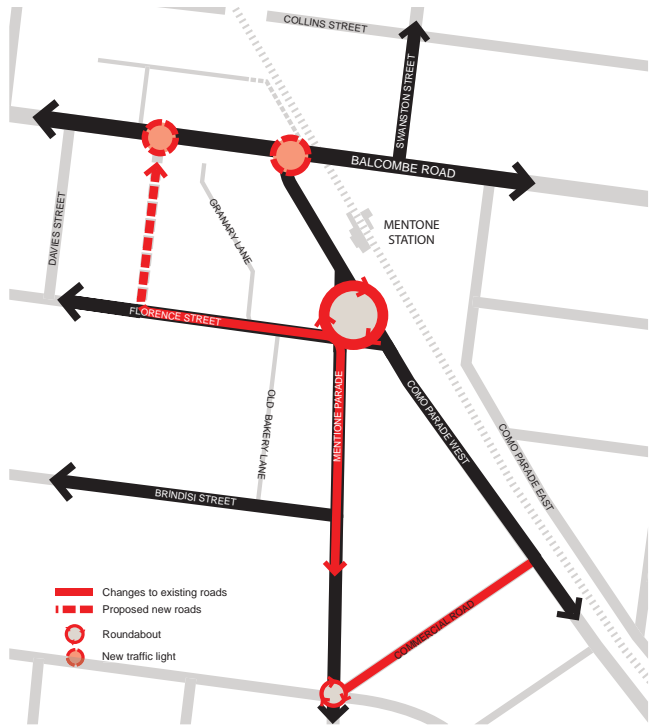 COLLINS STREET
SWANSTON STREET
BALCOMBE ROAD
DAVIES STREET
GRANARY LANE
MENTONE
STATION
FLORENCE STREET
MENTIONE PARADE
OLD BAKERY LANE
COMO PARADE WEST
COMO PARADE EAST
BRINDISI STREET
COMMERCIAL ROAD
Changes to existing roads
Proposed new roads
Roundabout
New traffic light